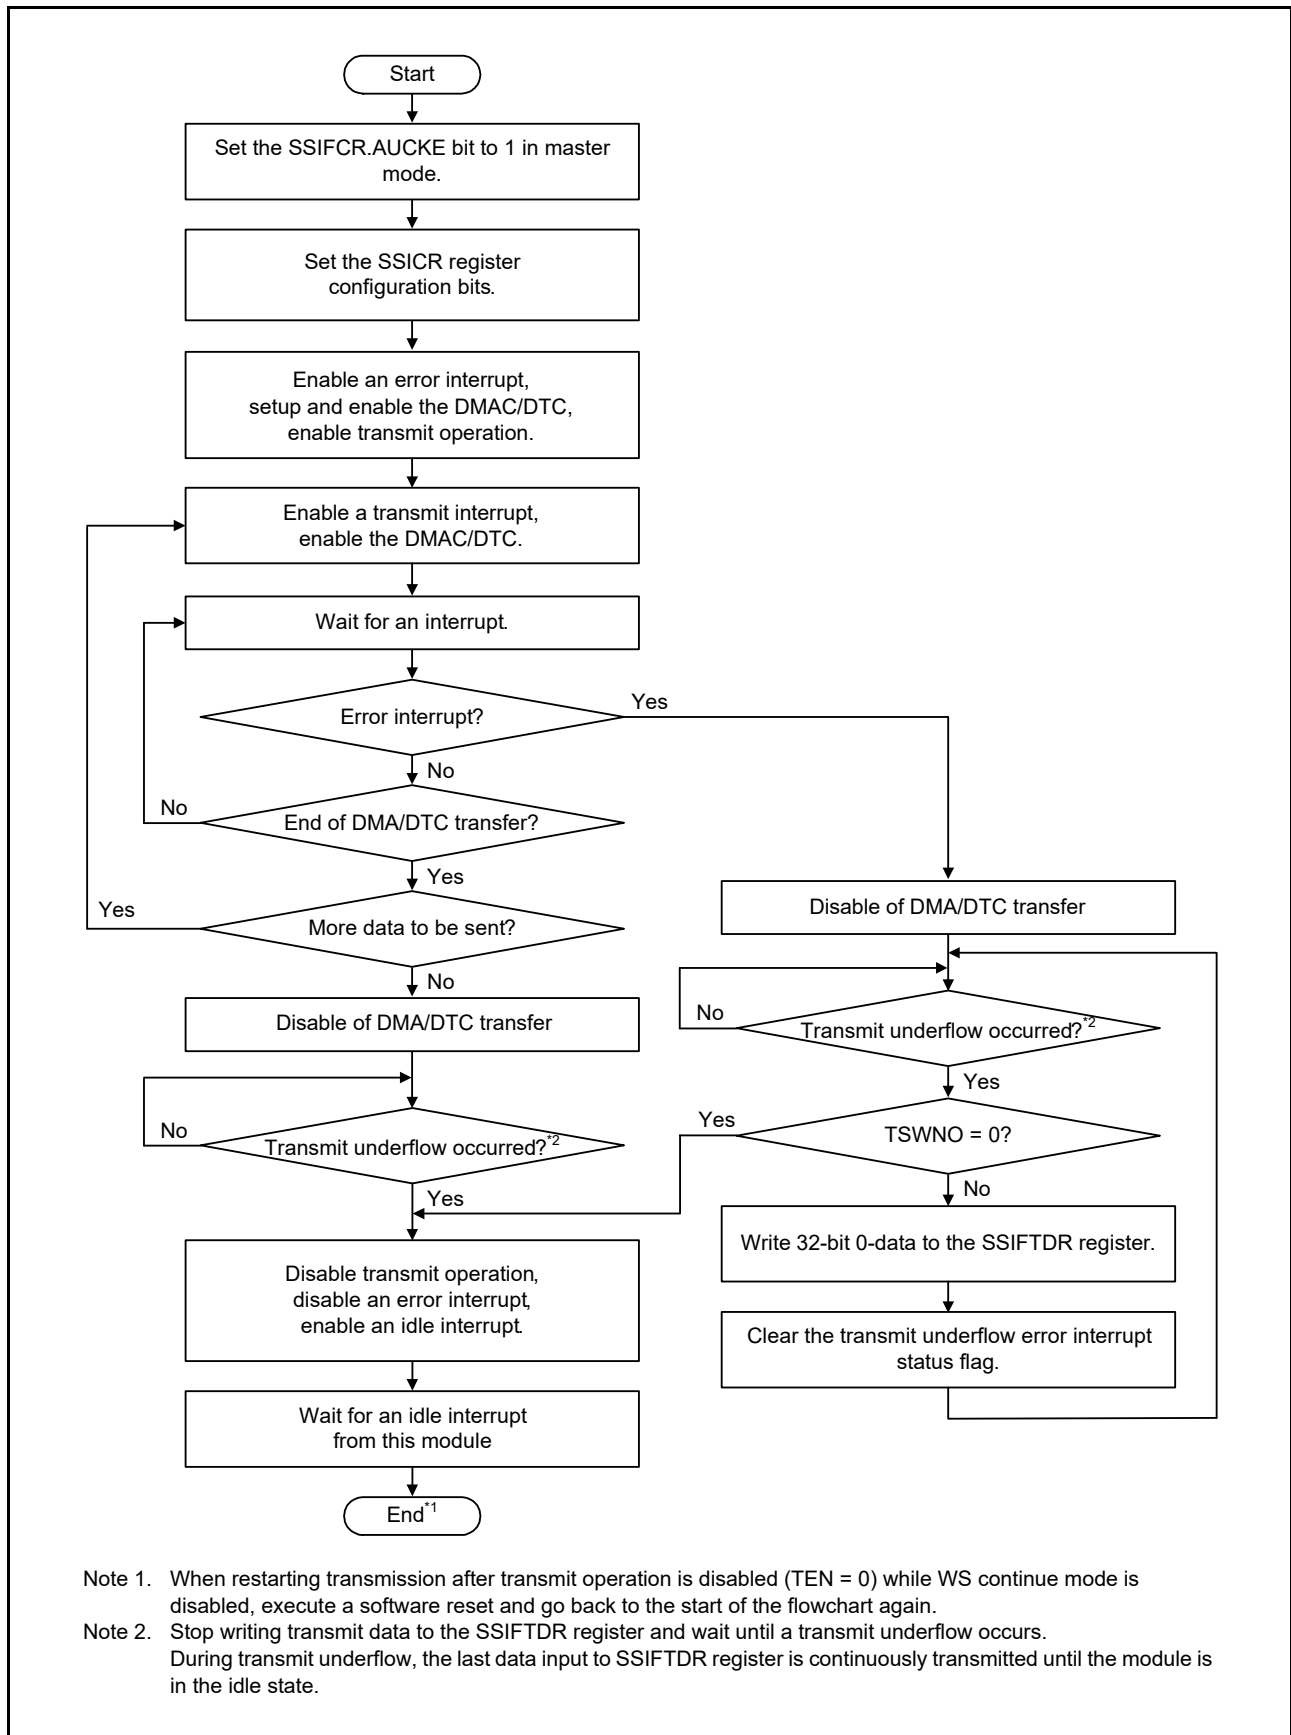 Start
Set the SSIFCR.AUCKE bit to 1 in master
mode.
Set the SSICR register
configuration bits.
Enable an error interrupt,
setup and enable the DMAC/DTC,
enable transmit operation.
Enable a transmit interrupt,
enable the DMAC/DTC.
Wait for an interrupt.
Error interrupt?
Yes
No
End of DMA/DTC transfer?
No
Yes
More data to be sent?
Yes
No
Disable of DMA/DTC transfer
Transmit underflow occurred?*2
No
Yes
Disable transmit operation,
disable an error interrupt,
enable an idle interrupt.
Wait for an idle interrupt
from this module
End*1
Disable of DMA/DTC transfer
Transmit underflow occurred?*2
No
Yes
TSWNO = 0?
Yes
No
Write 32-bit 0-data to the SSIFTDR register.
Clear the transmit underflow error interrupt
status flag.
Note 1. When restarting transmission after transmit operation is disabled (TEN = 0) while WS continue mode is
disabled, execute a software reset and go back to the start of the flowchart again.
Note 2. Stop writing transmit data to the SSIFTDR register and wait until a transmit underflow occurs.
During transmit underflow, the last data input to SSIFTDR register is continuously transmitted until the module is
in the idle state.